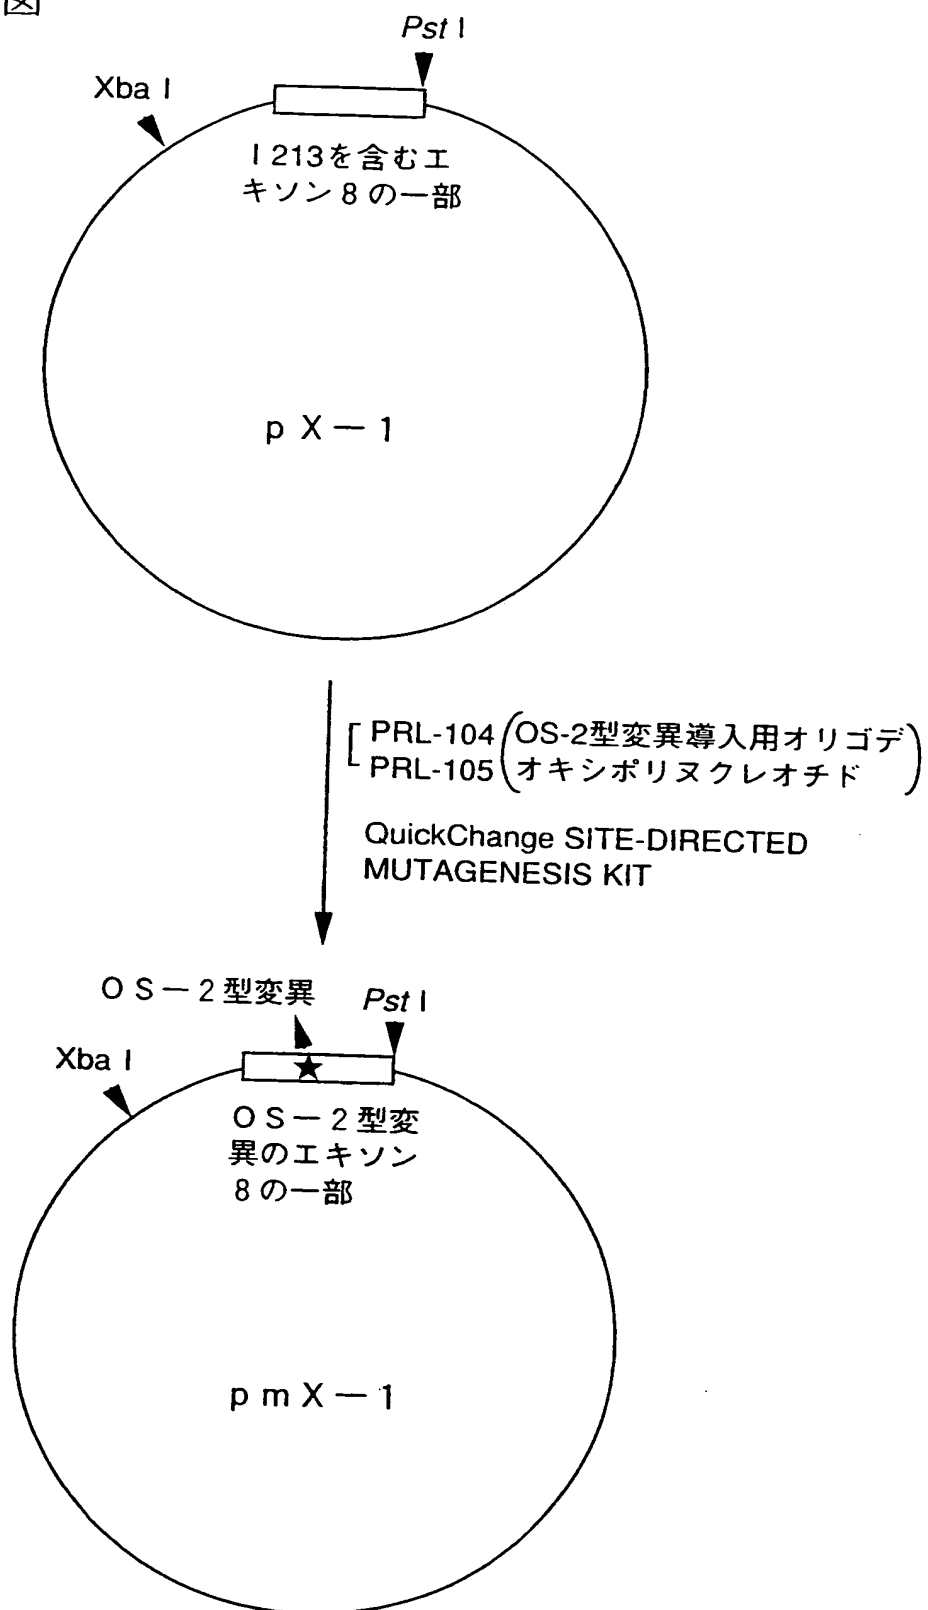 図
Pst I
Xba I
I 213を含むエ
キソン 8 の一部
p X － 1
PRL-104 (OS-2型変異導入用オリゴデ)
PRL-105 (オキシポリヌクレオチド)
QuickChange SITE-DIRECTED
MUTAGENESIS KIT
O S － 2 型変異
Pst I
Xba I
O S － 2 型変
異のエキソン
8 の一部
p m X － 1